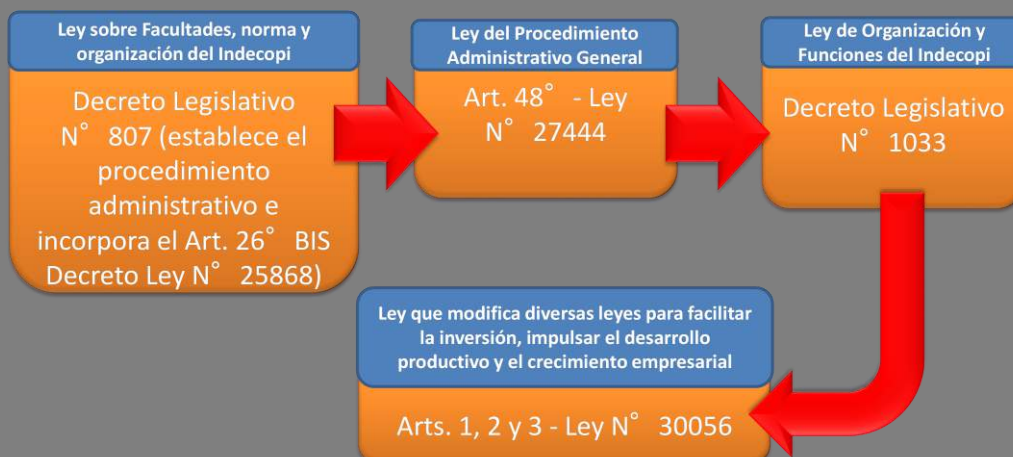 Ley sobre Facultades, norma y
organización del Indecopi
Decreto Legislativo
N° 807 (establece el
procedimiento
administrativo e
incorpora el Art. 26° BIS
Decreto Ley N° 25868)
Ley del Procedimiento
Administrativo General
Art. 48° - Ley
N° 27444
Ley de Organización y
Funciones del Indecopi
Decreto Legislativo
N° 1033
Ley que modifica diversas leyes para facilitar
la inversión, impulsar el desarrollo
productivo y el crecimiento empresarial
Arts. 1, 2 y 3 - Ley N° 30056